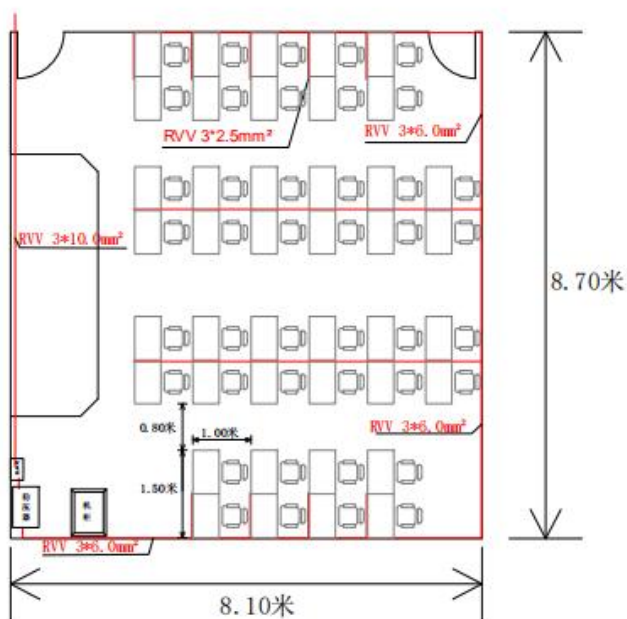 RVV 3*2.5mm²
RVV 3*6.0mm²
RVV 3*10.0mm²
8.70米
0.80米
1.00米
RVV 3*6.0mm²
1.50米
稳压器
机柜
RVV 3*6.0mm²
8.10米